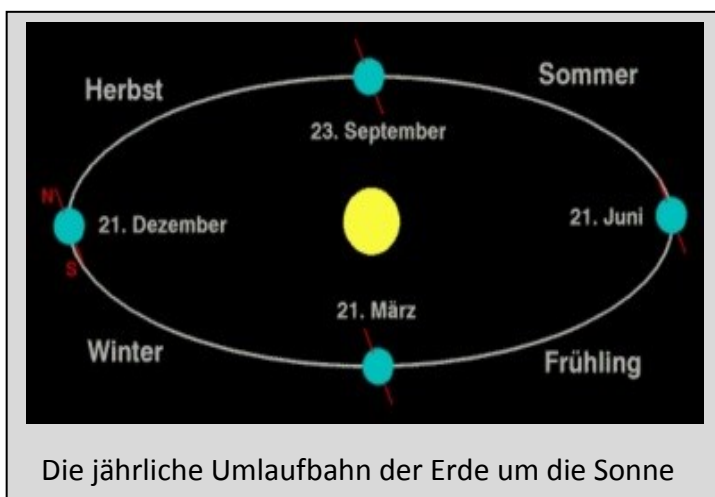 Herbst
Sommer
23. September
N
21. Dezember
21. Juni
S
21. März
Winter
Frühling
Die jährliche Umlaufbahn der Erde um die Sonne